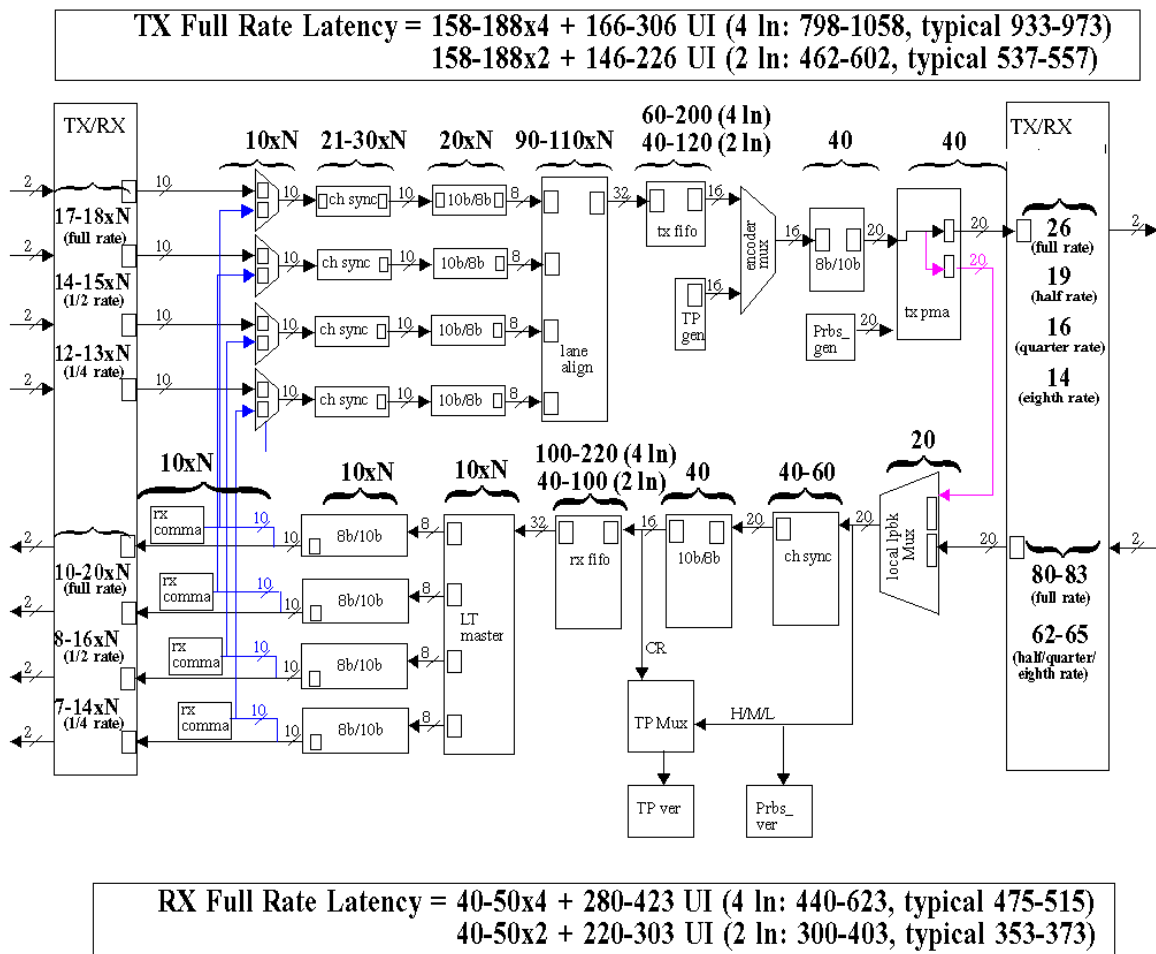 TX Full Rate Latency = 158-188x4 + 166-306 UI (4 ln: 798-1058, typical 933-973)
158-188x2 + 146-226 UI (2 ln: 462-602, typical 537-557)
60-200 (4 ln)
40-120 (2 ln)
TX/RX
10xN
21-30xN
20xN
90-110xN
40
40
TX/RX
2
10
10
ch sync
10
10b/8b
8
32
tx fifo
16
encoder mux
16
8b/10b
20
tx pma
20
20
2
17-18xN
(full rate)
26
(full rate)
2
10
10
ch sync
10
10b/8b
8
14-15xN
(1/2 rate)
19
(half rate)
TP gen
16
2
10
10
ch sync
10
10b/8b
8
lane align
Prbs_gen
20
16
(quarter rate)
12-13xN
(1/4 rate)
2
10
10
ch sync
10
10b/8b
8
14
(eighth rate)
10xN
10xN
10xN
100-220 (4 ln)
40-100 (2 ln)
40
40-60
20
rx comma
10
10
8b/10b
8
LT master
32
rx fifo
16
10b/8b
20
ch sync
20
local lpbk Mux
20
2
2
10-20xN
(full rate)
80-83
(full rate)
rx comma
10
10
8b/10b
8
2
8-16xN
(1/2 rate)
62-65
(half/quarter/
eighth rate)
rx comma
10
10
8b/10b
8
CR
2
7-14xN
(1/4 rate)
rx comma
10
10
8b/10b
8
TP Mux
H/M/L
2
TP ver
Prbs_
ver
RX Full Rate Latency = 40-50x4 + 280-423 UI (4 ln: 440-623, typical 475-515)
40-50x2 + 220-303 UI (2 ln: 300-403, typical 353-373)